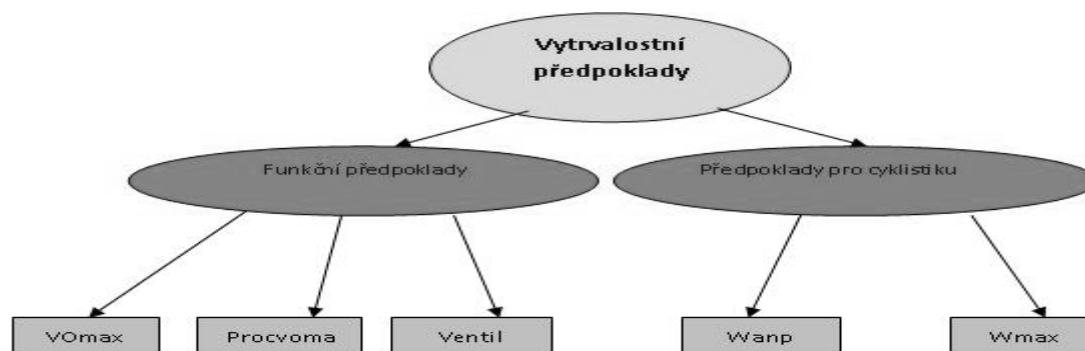 Vytrvalostní
předpoklady
Funkční předpoklady
Předpoklady pro cyklistiku
VOmax
Procvoma
Ventil
Wanp
Wmax